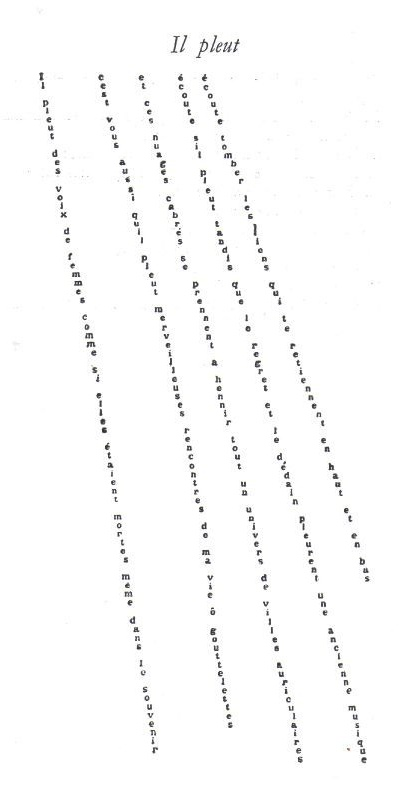 Il pleut
Il pleut des voix de femmes comme si elles étaient mortes même dans le souvenir
c'est vous aussi qu'il pleut merveilleuses rencontres de ma vie ô gouttelettes
et ces nuages cabrés se prennent a hennir tout un univers de villes auriculaires
écoute s'il pleut tandis que le regret et le dédain pleurent une ancienne musique
écoute tomber les liens qui te retiennent en haut et en bas